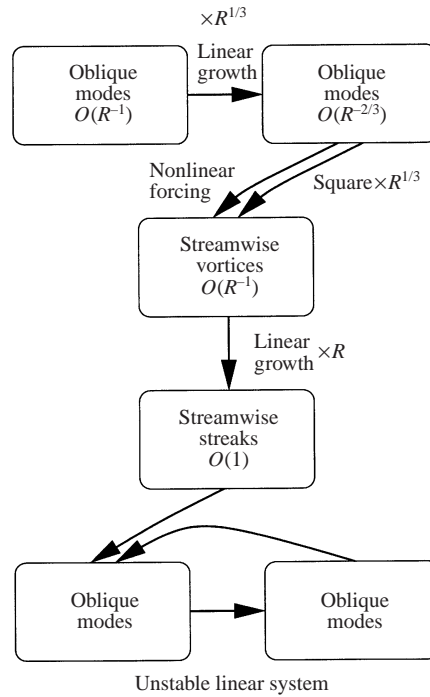 ×R^{1/3}
Linear
growth
Oblique
modes
O(R^{–1})
Oblique
modes
O(R^{–2/3})
Nonlinear
forcing
Square×R^{1/3}
Streamwise
vortices
O(R^{–1})
Linear
growth ×R
Streamwise
streaks
O(1)
Oblique
modes
Oblique
modes
Unstable linear system